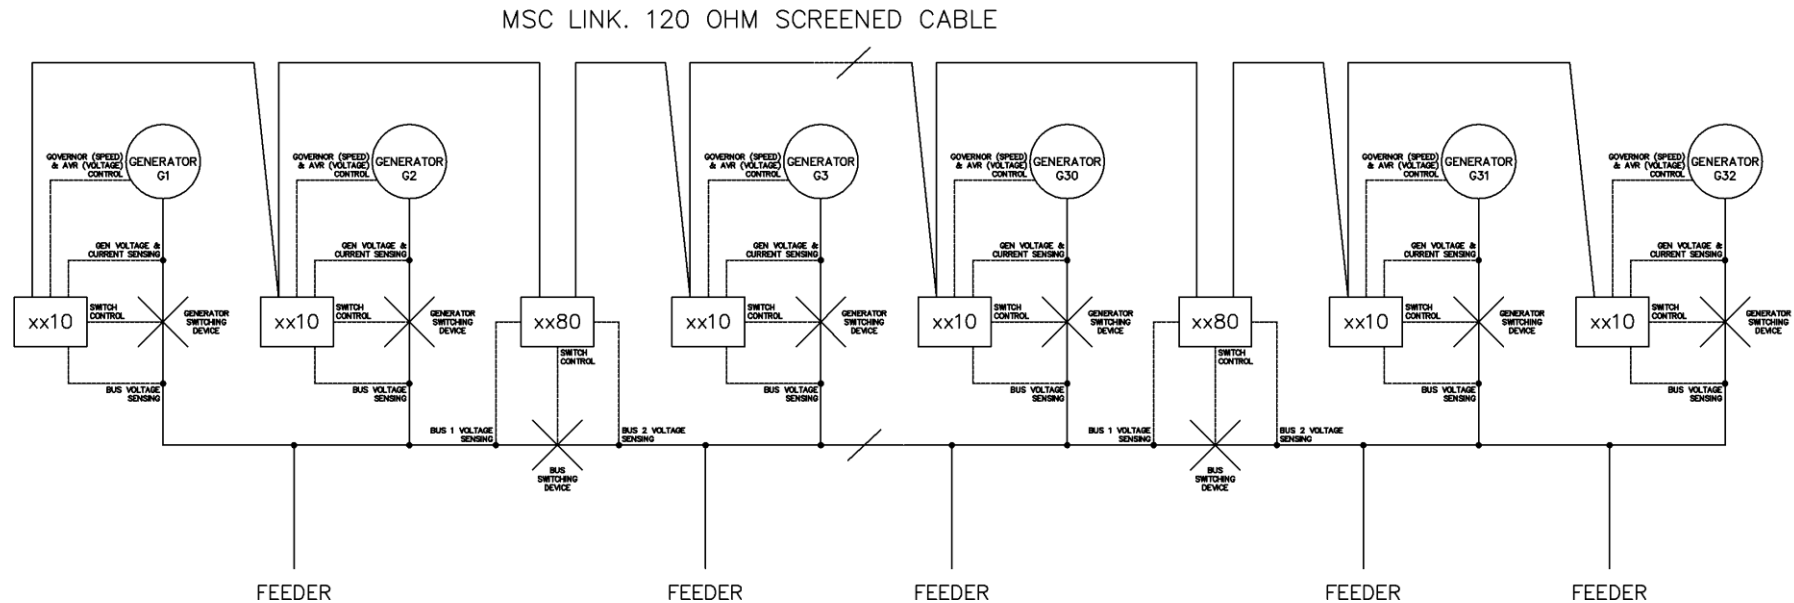 MSC LINK. 120 OHM SCREENED CABLE
GENERATOR
G1
GOVERNOR (SPEED)
& AVR (VOLTAGE)
CONTROL
GEN VOLTAGE &
CURRENT SENSING
xx10
SWITCH
CONTROL
GENERATOR
SWITCHING
DEVICE
BUS VOLTAGE
SENSING
GENERATOR
G2
GOVERNOR (SPEED)
& AVR (VOLTAGE)
CONTROL
GEN VOLTAGE &
CURRENT SENSING
xx10
SWITCH
CONTROL
GENERATOR
SWITCHING
DEVICE
BUS VOLTAGE
SENSING
xx80
SWITCH
CONTROL
BUS 1 VOLTAGE
SENSING
BUS 2 VOLTAGE
SENSING
BUS
SWITCHING
DEVICE
GENERATOR
G3
GOVERNOR (SPEED)
& AVR (VOLTAGE)
CONTROL
GEN VOLTAGE &
CURRENT SENSING
xx10
SWITCH
CONTROL
GENERATOR
SWITCHING
DEVICE
BUS VOLTAGE
SENSING
GENERATOR
G30
GOVERNOR (SPEED)
& AVR (VOLTAGE)
CONTROL
GEN VOLTAGE &
CURRENT SENSING
xx10
SWITCH
CONTROL
GENERATOR
SWITCHING
DEVICE
BUS VOLTAGE
SENSING
xx80
SWITCH
CONTROL
BUS 1 VOLTAGE
SENSING
BUS 2 VOLTAGE
SENSING
BUS
SWITCHING
DEVICE
GENERATOR
G31
GOVERNOR (SPEED)
& AVR (VOLTAGE)
CONTROL
GEN VOLTAGE &
CURRENT SENSING
xx10
SWITCH
CONTROL
GENERATOR
SWITCHING
DEVICE
BUS VOLTAGE
SENSING
GENERATOR
G32
GOVERNOR (SPEED)
& AVR (VOLTAGE)
CONTROL
GEN VOLTAGE &
CURRENT SENSING
xx10
SWITCH
CONTROL
GENERATOR
SWITCHING
DEVICE
BUS VOLTAGE
SENSING
FEEDER
FEEDER
FEEDER
FEEDER
FEEDER